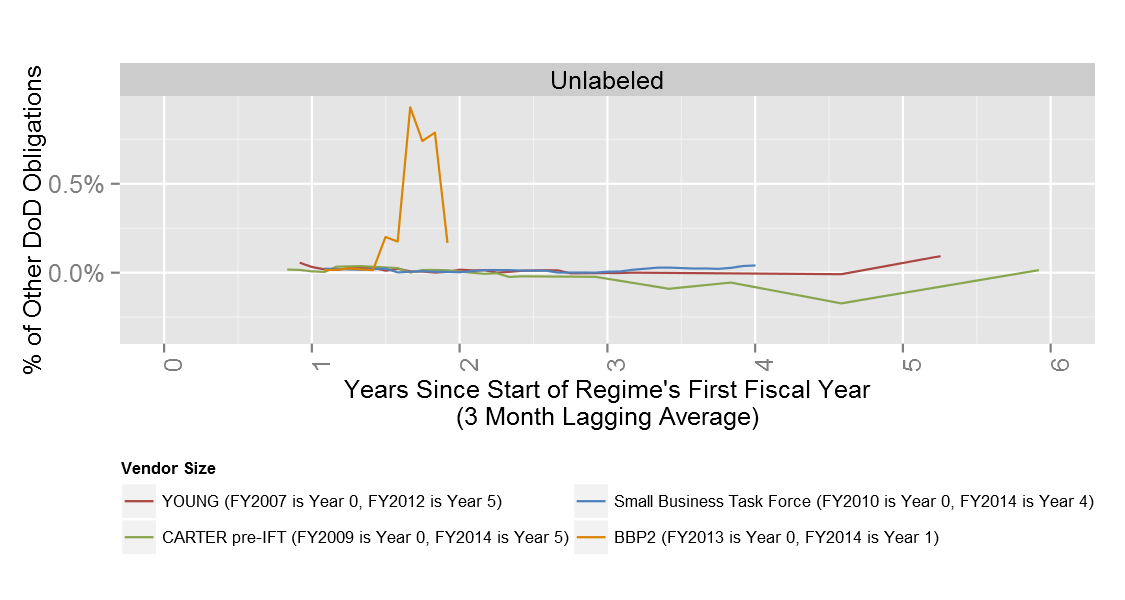 Unlabeled
% of Other DoD Obligations
0.5%
0.0%
0 1 2 3 4 5 6
Years Since Start of Regime's First Fiscal Year
(3 Month Lagging Average)
Vendor Size
YOUNG (FY2007 is Year 0, FY2012 is Year 5)
Small Business Task Force (FY2010 is Year 0, FY2014 is Year 4)
CARTER pre-IFT (FY2009 is Year 0, FY2014 is Year 5)
BBP2 (FY2013 is Year 0, FY2014 is Year 1)